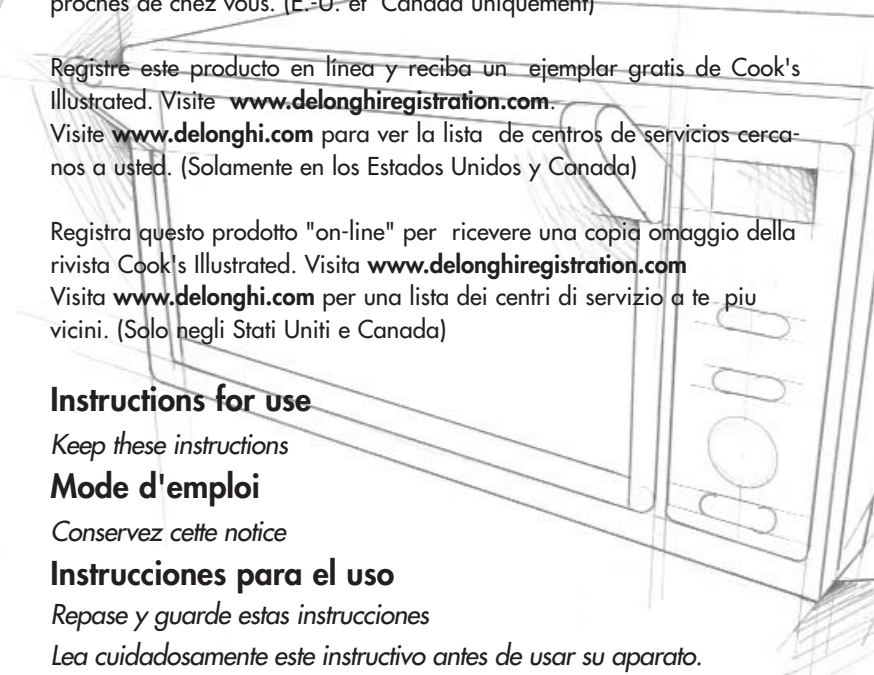 proches de chez vous. (E.-U. et Canada uniquement)
Registre este producto en línea y reciba un ejemplar gratis de Cook's
Illustrated. Visite www.delonghiregistration.com.
Visite www.delonghi.com para ver la lista de centros de servicios cerca-
nos a usted. (Solamente en los Estados Unidos y Canada)
Registra questo prodotto "on-line" per ricevere una copia omaggio della
rivista Cook's Illustrated. Visita www.delonghiregistration.com
Visita www.delonghi.com per una lista dei centri di servizio a te piu
vicini. (Solo negli Stati Uniti e Canada)
Instructions for use
Keep these instructions
Mode d'emploi
Conservez cette notice
Instrucciones para el uso
Repase y guarde estas instrucciones
Lea cuidadosamente este instructivo antes de usar su aparato.